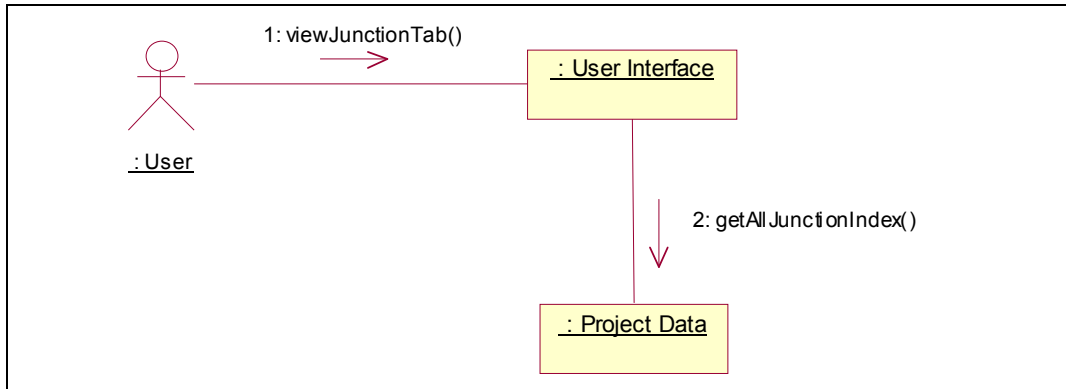 1: viewJunctionTab()
: User Interface
: User
2: getAllJunctionIndex()
: Project Data